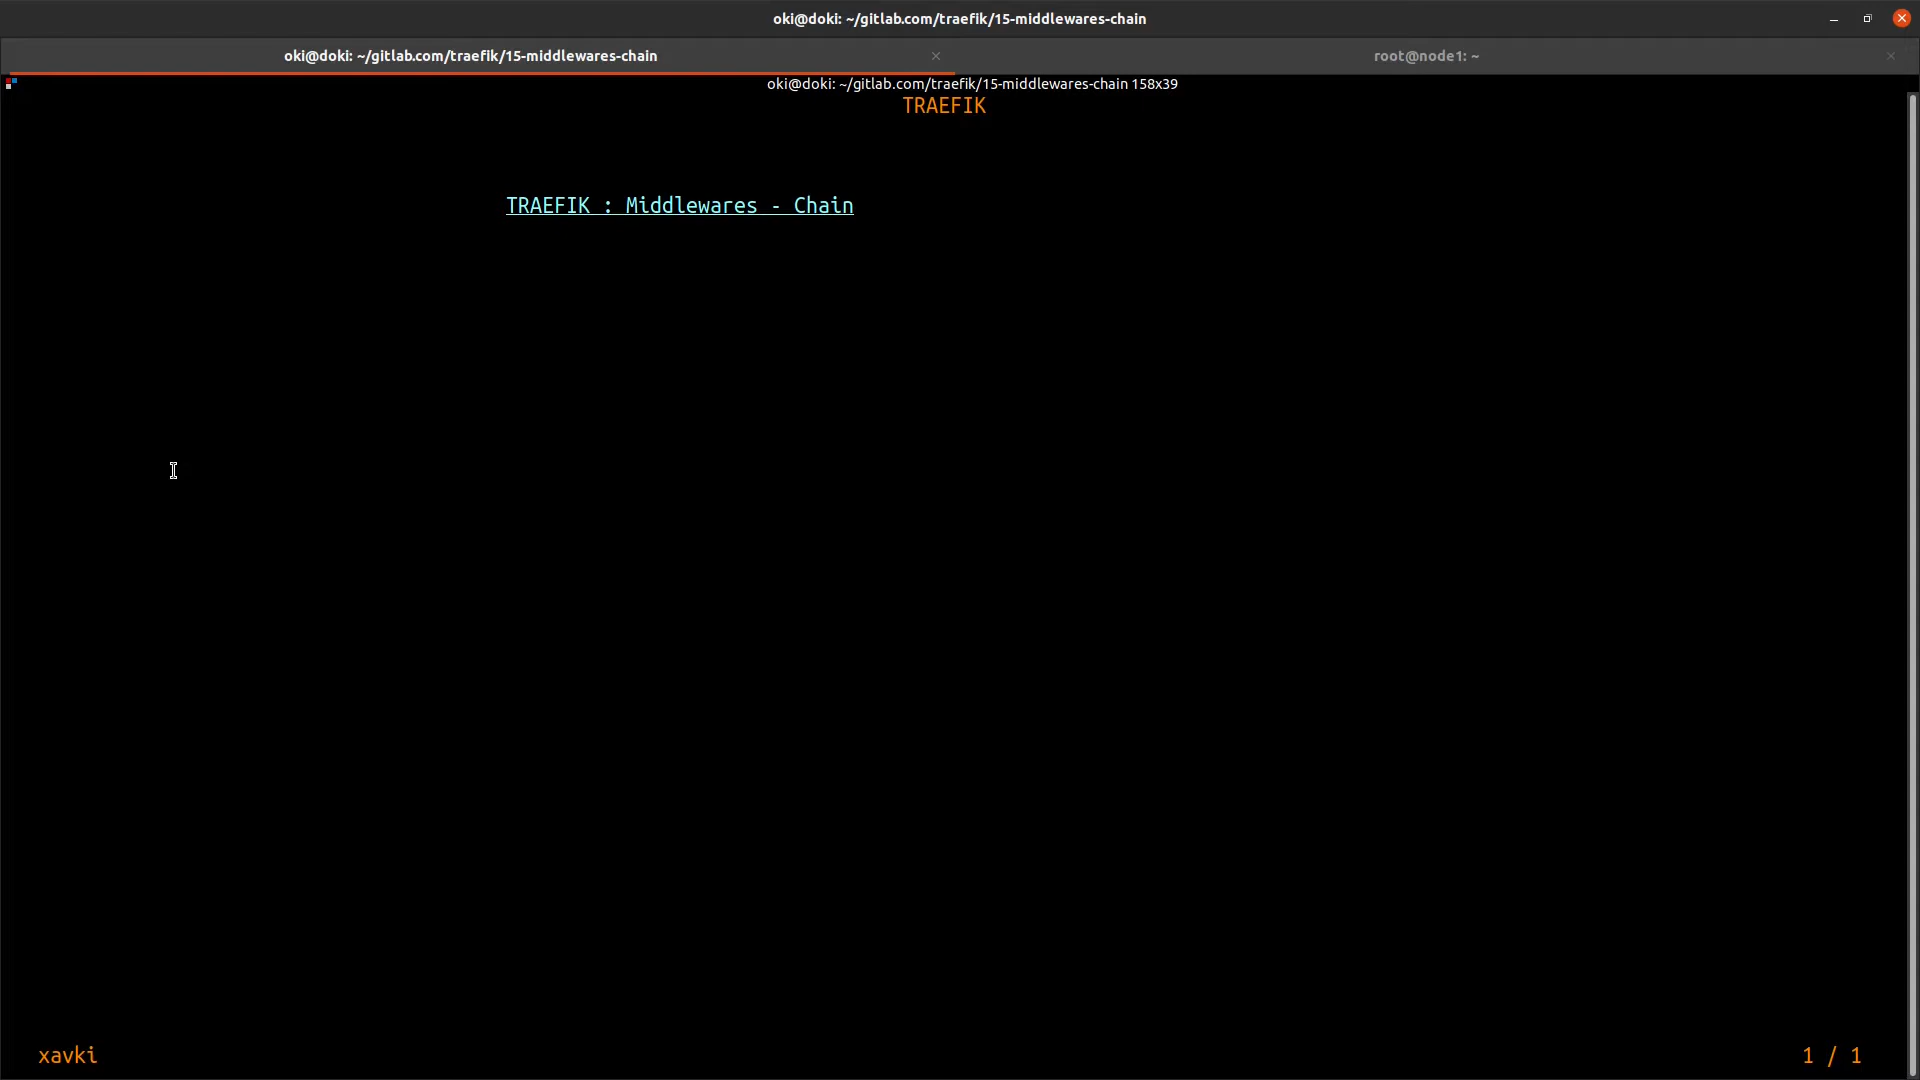 oki@doki: ~/gitlab.com/traefik/15-middlewares-chain
oki@doki: ~/gitlab.com/traefik/15-middlewares-chain
root@node1: ~
oki@doki: ~/gitlab.com/traefik/15-middlewares-chain 158x39
TRAEFIK
TRAEFIK : Middlewares - Chain
xavki
1 / 1